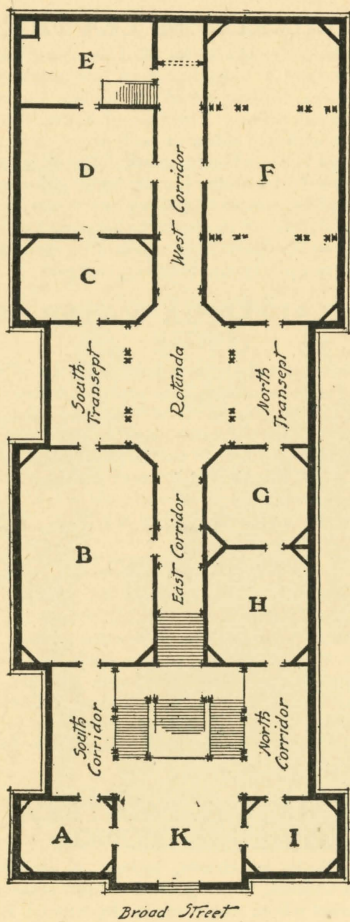 E
D
C
F
West Corridor
South
Transept
Rotunda
North
Transept
B
East Corridor
G
H
South
Corridor
North
Corridor
A
K
I
Broad Street